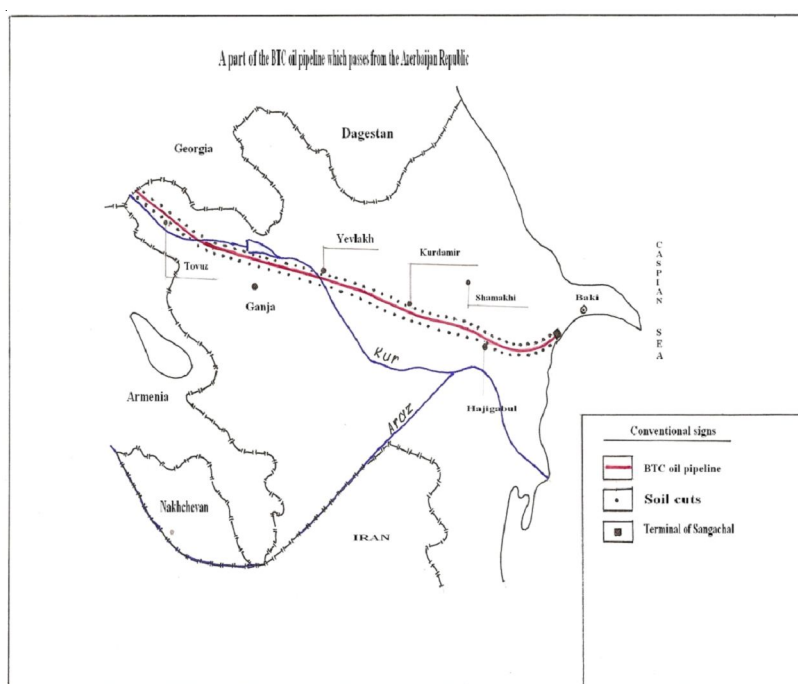 A part of the BTC oil pipeline which passes from the Azerbaijan Republic
Dagestan
Georgia
Yevlakh
Kurdamir
Tovuz
Shamakhi
Baki
Ganja
CASPIAN SEA
Kur
Hajigabul
Armenia
Araz
Nakhchevan
IRAN
Conventional signs
BTC oil pipeline
Soil cuts
Terminal of Sangachal